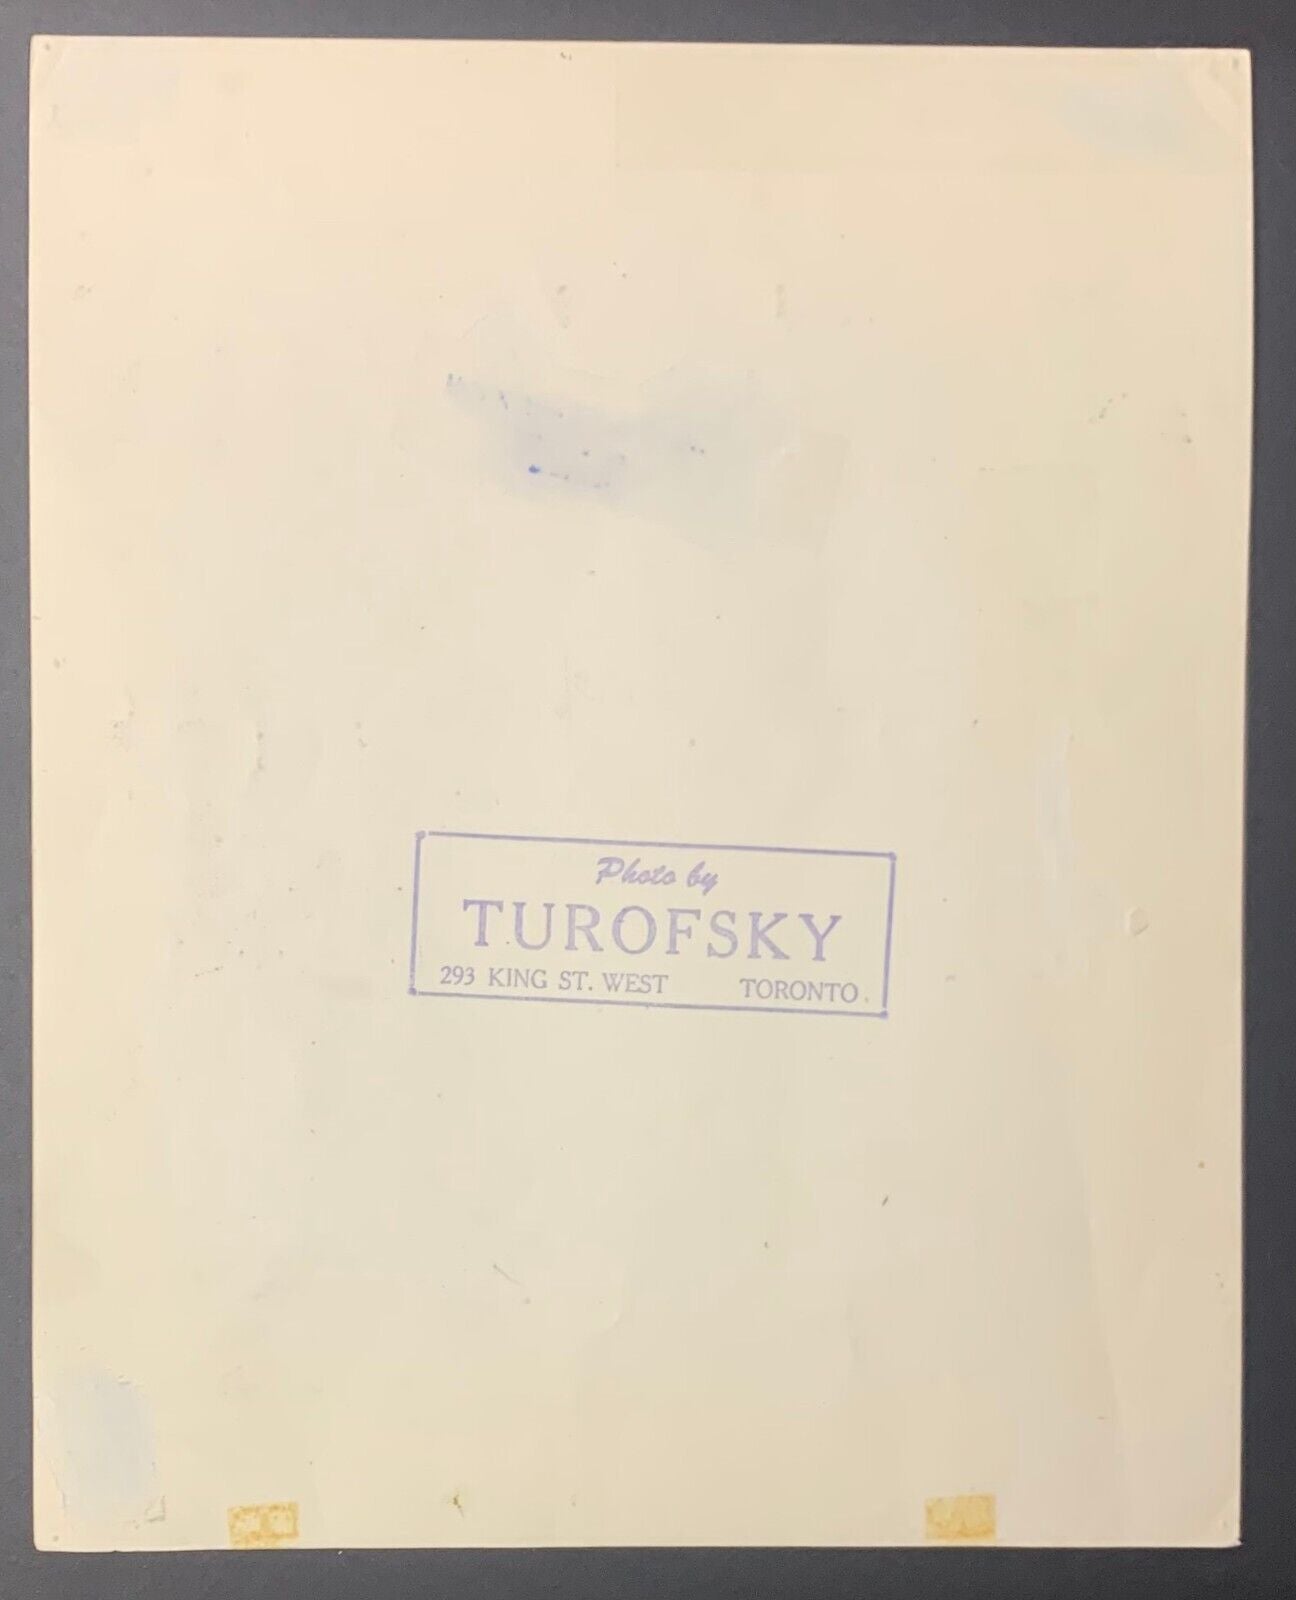 Photo by
TUROFSKY
293 KING ST. WEST TORONTO.